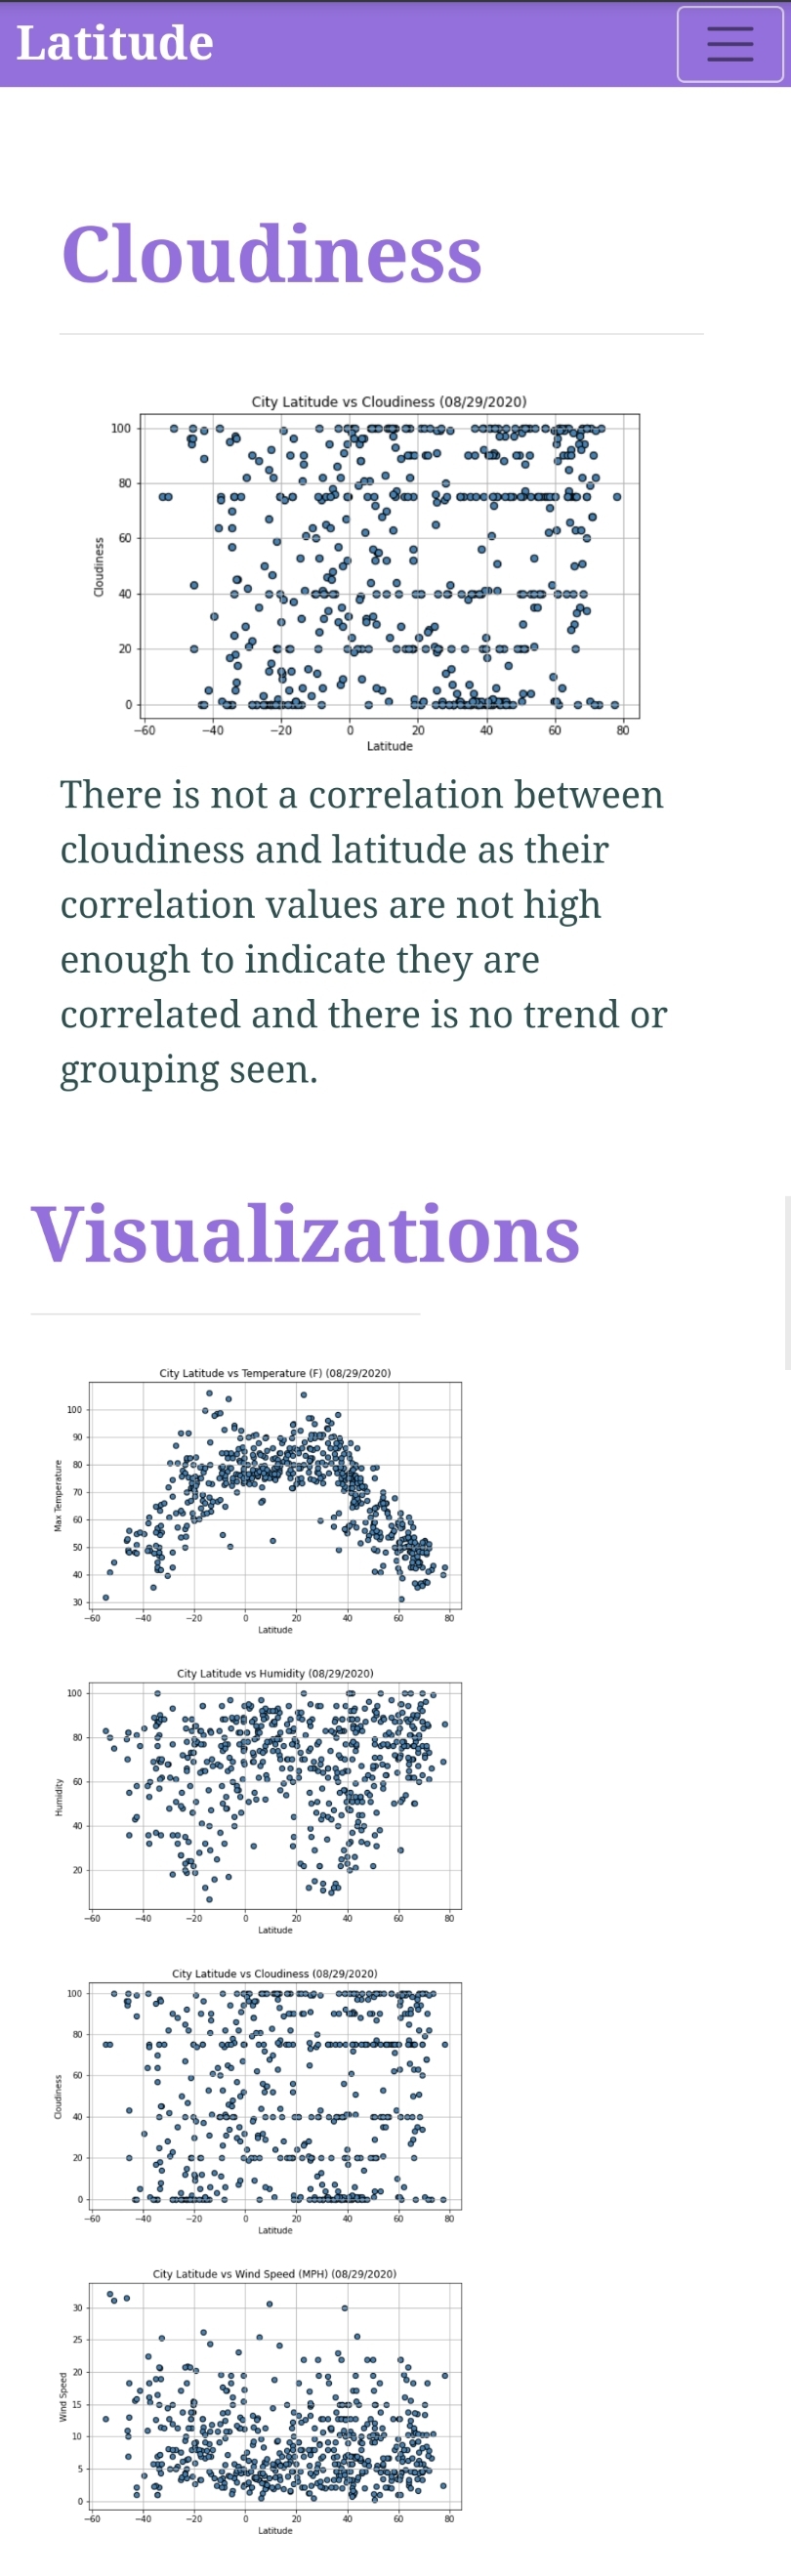 Latitude
Cloudiness
City Latitude vs Cloudiness (08/29/2020)
100
80
60
40
20
0
Cloudiness
−60 −40 −20 0 20 40 60 80
Latitude
There is not a correlation between
cloudiness and latitude as their
correlation values are not high
enough to indicate they are
correlated and there is no trend or
grouping seen.
Visualizations
City Latitude vs Temperature (F) (08/29/2020)
100
90
80
70
60
50
40
30
Max Temperature
−60 −40 −20 0 20 40 60 80
Latitude
City Latitude vs Humidity (08/29/2020)
100
80
60
40
20
Humidity
−60 −40 −20 0 20 40 60 80
Latitude
City Latitude vs Cloudiness (08/29/2020)
100
80
60
40
20
0
Cloudiness
−60 −40 −20 0 20 40 60 80
Latitude
City Latitude vs Wind Speed (MPH) (08/29/2020)
30
25
20
15
10
5
0
Wind Speed
−60 −40 −20 0 20 40 60 80
Latitude